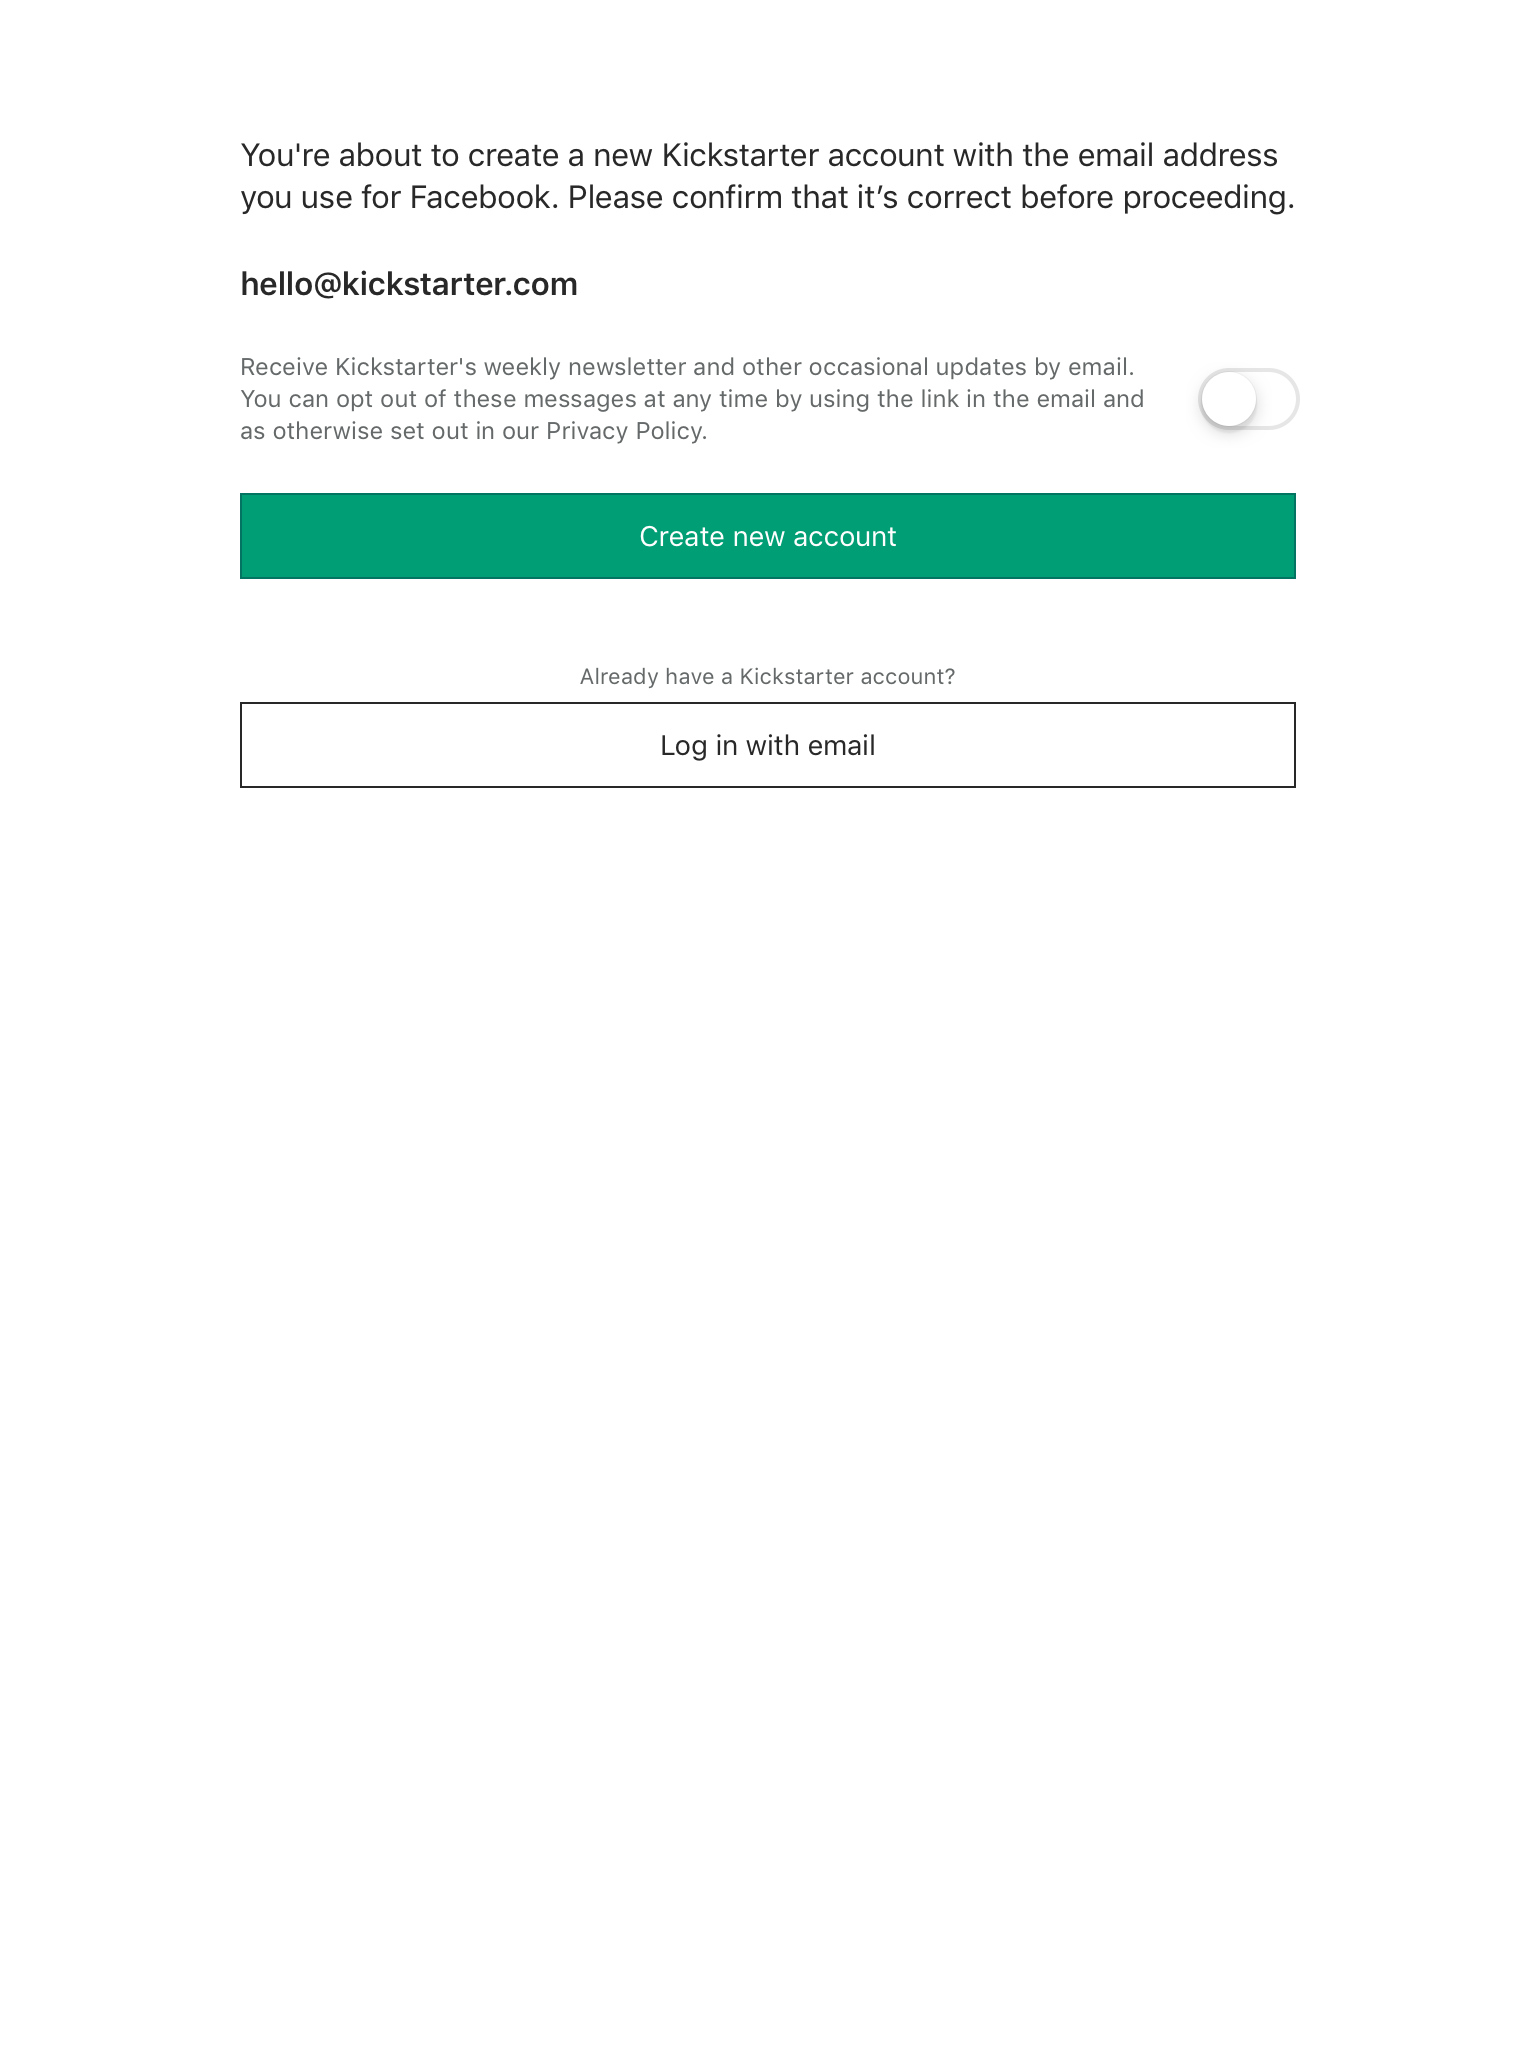 You're about to create a new Kickstarter account with the email address
you use for Facebook. Please confirm that it’s correct before proceeding.
hello@kickstarter.com
Receive Kickstarter's weekly newsletter and other occasional updates by email.
You can opt out of these messages at any time by using the link in the email and
as otherwise set out in our Privacy Policy.
Create new account
Already have a Kickstarter account?
Log in with email